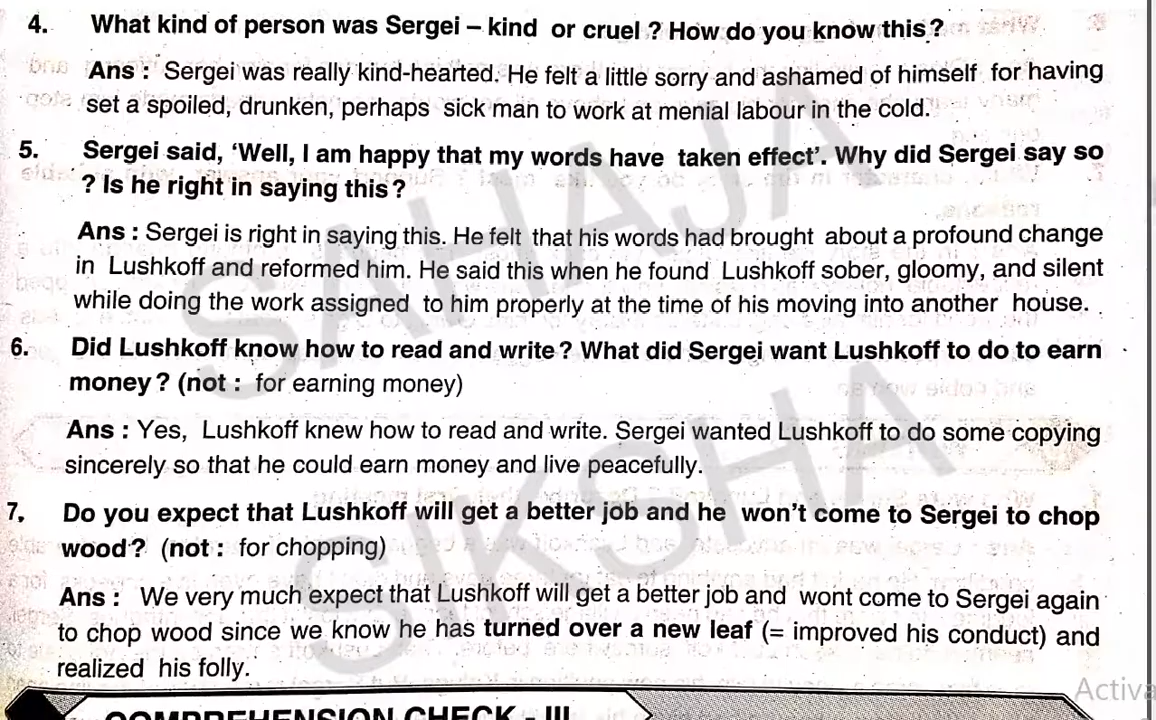 4. What kind of person was Sergei – kind or cruel ? How do you know this ?
Ans : Sergei was really kind-hearted. He felt a little sorry and ashamed of himself for having
set a spoiled, drunken, perhaps sick man to work at menial labour in the cold.
5. Sergei said, ‘Well, I am happy that my words have taken effect’. Why did Sergei say so
? Is he right in saying this ?
Ans : Sergei is right in saying this. He felt that his words had brought about a profound change
in Lushkoff and reformed him. He said this when he found Lushkoff sober, gloomy, and silent
while doing the work assigned to him properly at the time of his moving into another house.
6. Did Lushkoff know how to read and write ? What did Sergei want Lushkoff to do to earn
money ? (not : for earning money)
Ans : Yes, Lushkoff knew how to read and write. Sergei wanted Lushkoff to do some copying
sincerely so that he could earn money and live peacefully.
7. Do you expect that Lushkoff will get a better job and he won’t come to Sergei to chop
wood ? (not : for chopping)
Ans : We very much expect that Lushkoff will get a better job and wont come to Sergei again
to chop wood since we know he has turned over a new leaf (= improved his conduct) and
realized his folly.
COMPREHENSION CHECK - III
SAHAJA
SIKSHA
Activa